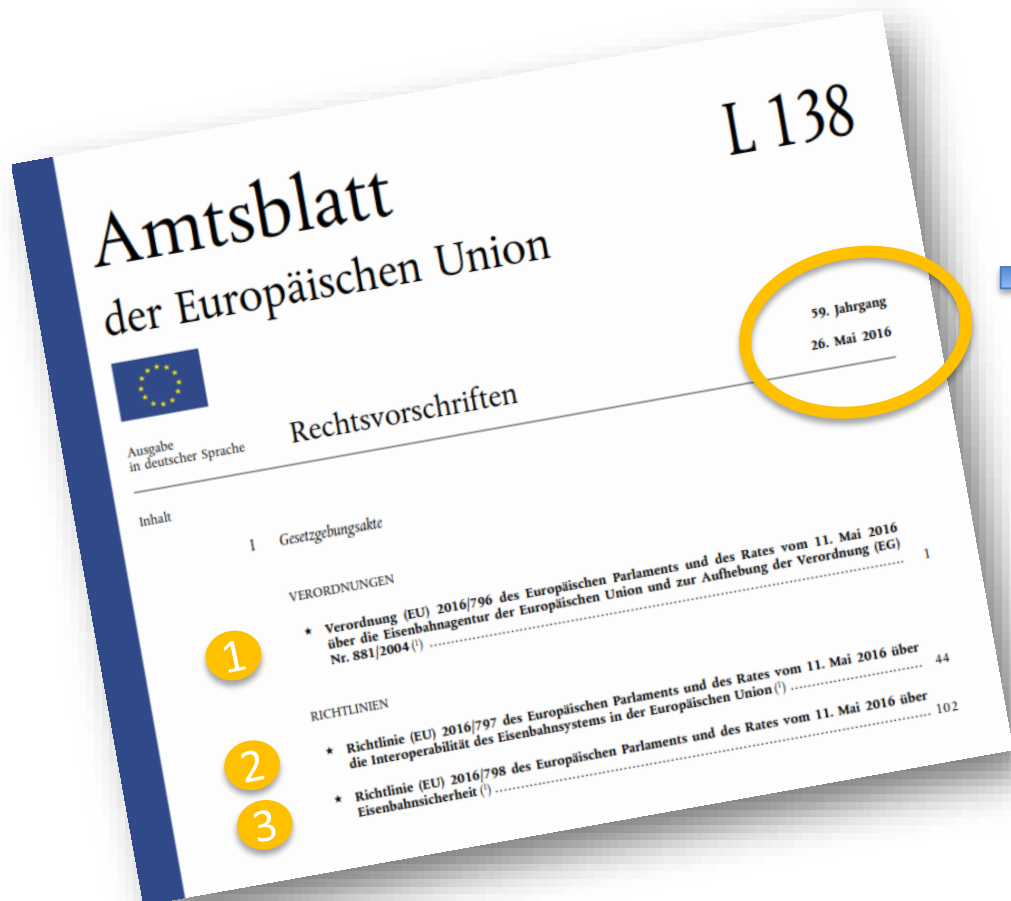 L 138
Amtsblatt
der Europäischen Union
59. Jahrgang
26. Mai 2016
Ausgabe
in deutscher Sprache
Rechtsvorschriften
Inhalt
I Gesetzgebungsakte
VERORDNUNGEN
★ Verordnung (EU) 2016/796 des Europäischen Parlaments und des Rates vom 11. Mai 2016
über die Eisenbahnagentur der Europäischen Union und zur Aufhebung der Verordnung (EG)
Nr. 881/2004 (¹) .......... 1
1
RICHTLINIEN
★ Richtlinie (EU) 2016/797 des Europäischen Parlaments und des Rates vom 11. Mai 2016 über
die Interoperabilität des Eisenbahnsystems in der Europäischen Union (¹) .......... 44
2
★ Richtlinie (EU) 2016/798 des Europäischen Parlaments und des Rates vom 11. Mai 2016 über
Eisenbahnsicherheit (¹) .......... 102
3